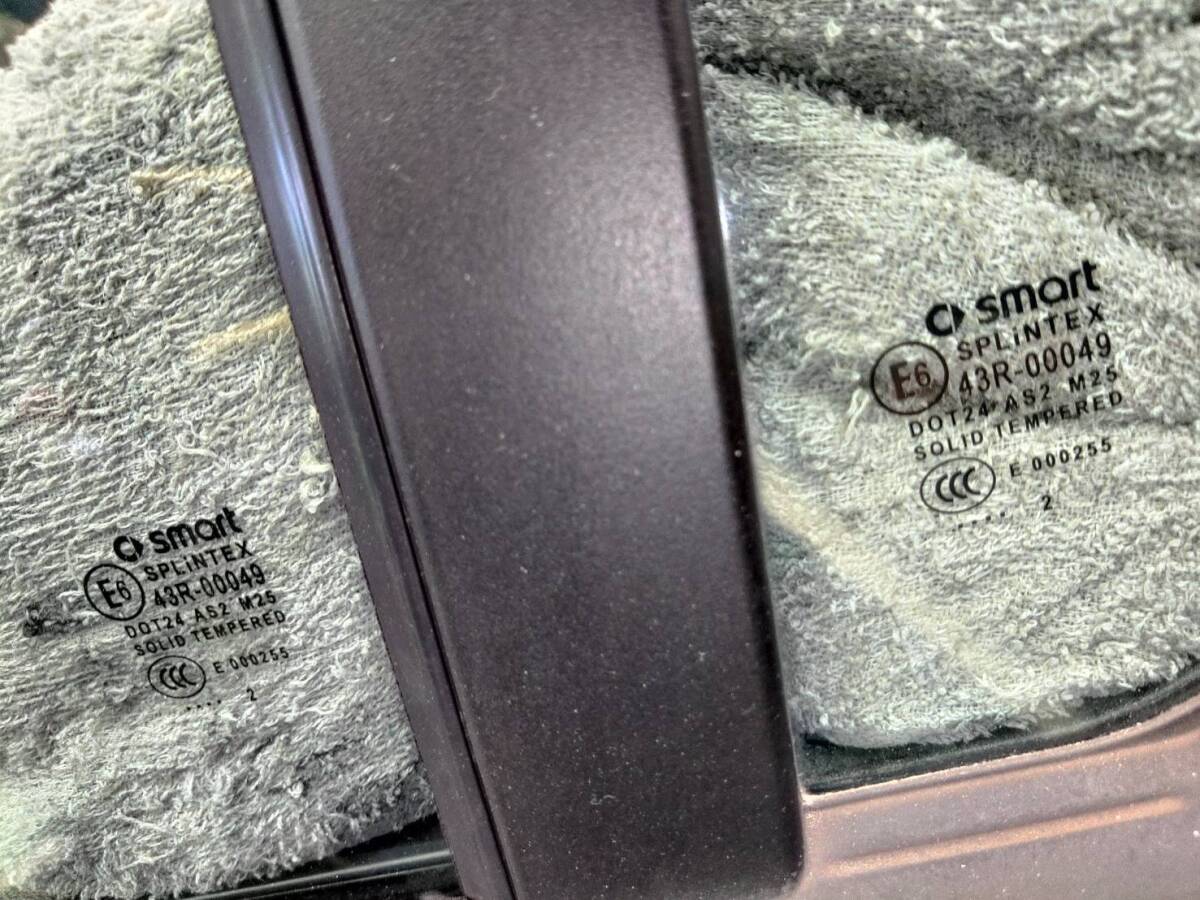 smart
SPLINTEX
E6
43R-00049
DOT24 AS2 M25
SOLID TEMPERED
CCC E 000255
.... 2
smart
SPLINTEX
E6
43R-00049
DOT24 AS2 M25
SOLID TEMPERED
CCC E 000255
.... 2